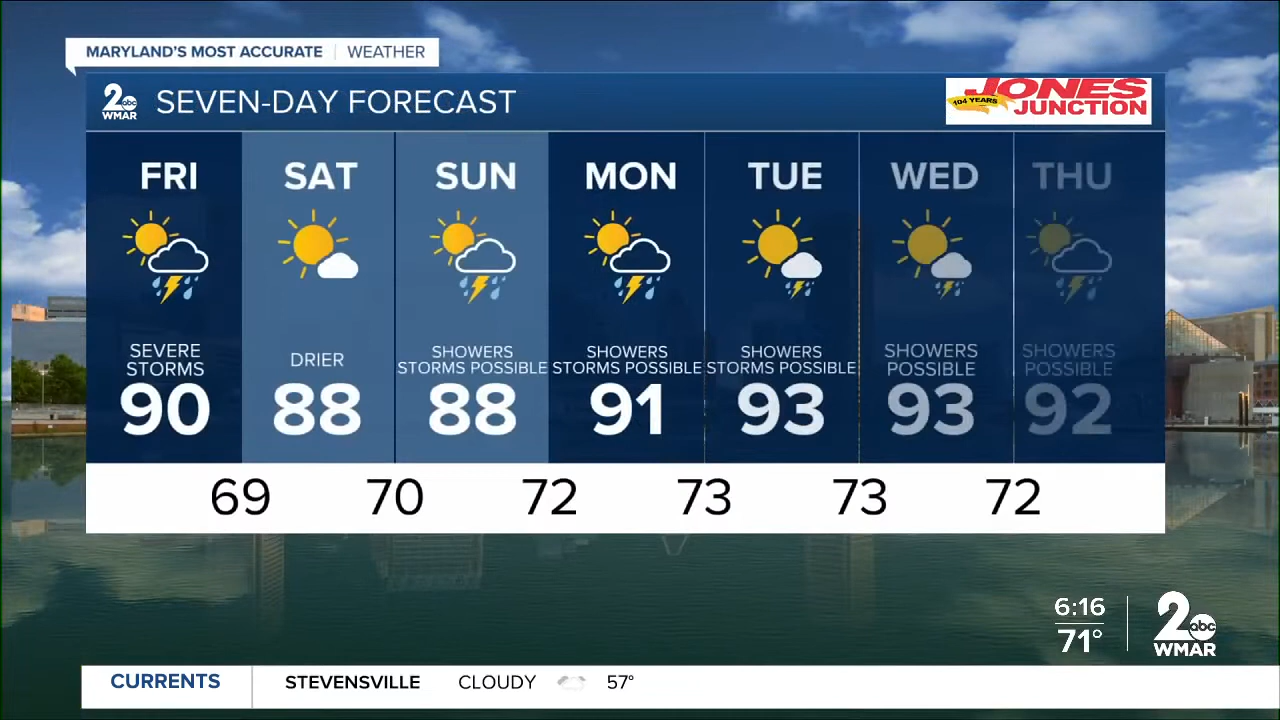 MARYLAND'S MOST ACCURATE | WEATHER
2 abc WMAR
SEVEN-DAY FORECAST
104 YEARS
JONES
JUNCTION
FRI SAT SUN MON TUE WED THU
SEVERE
STORMS
DRIER
SHOWERS
STORMS POSSIBLE
SHOWERS
STORMS POSSIBLE
SHOWERS
STORMS POSSIBLE
SHOWERS
POSSIBLE
SHOWERS
POSSIBLE
90 88 88 91 93 93 92
69 70 72 73 73 72
6:16
71°
2 abc
WMAR
CURRENTS STEVENSVILLE CLOUDY 57°